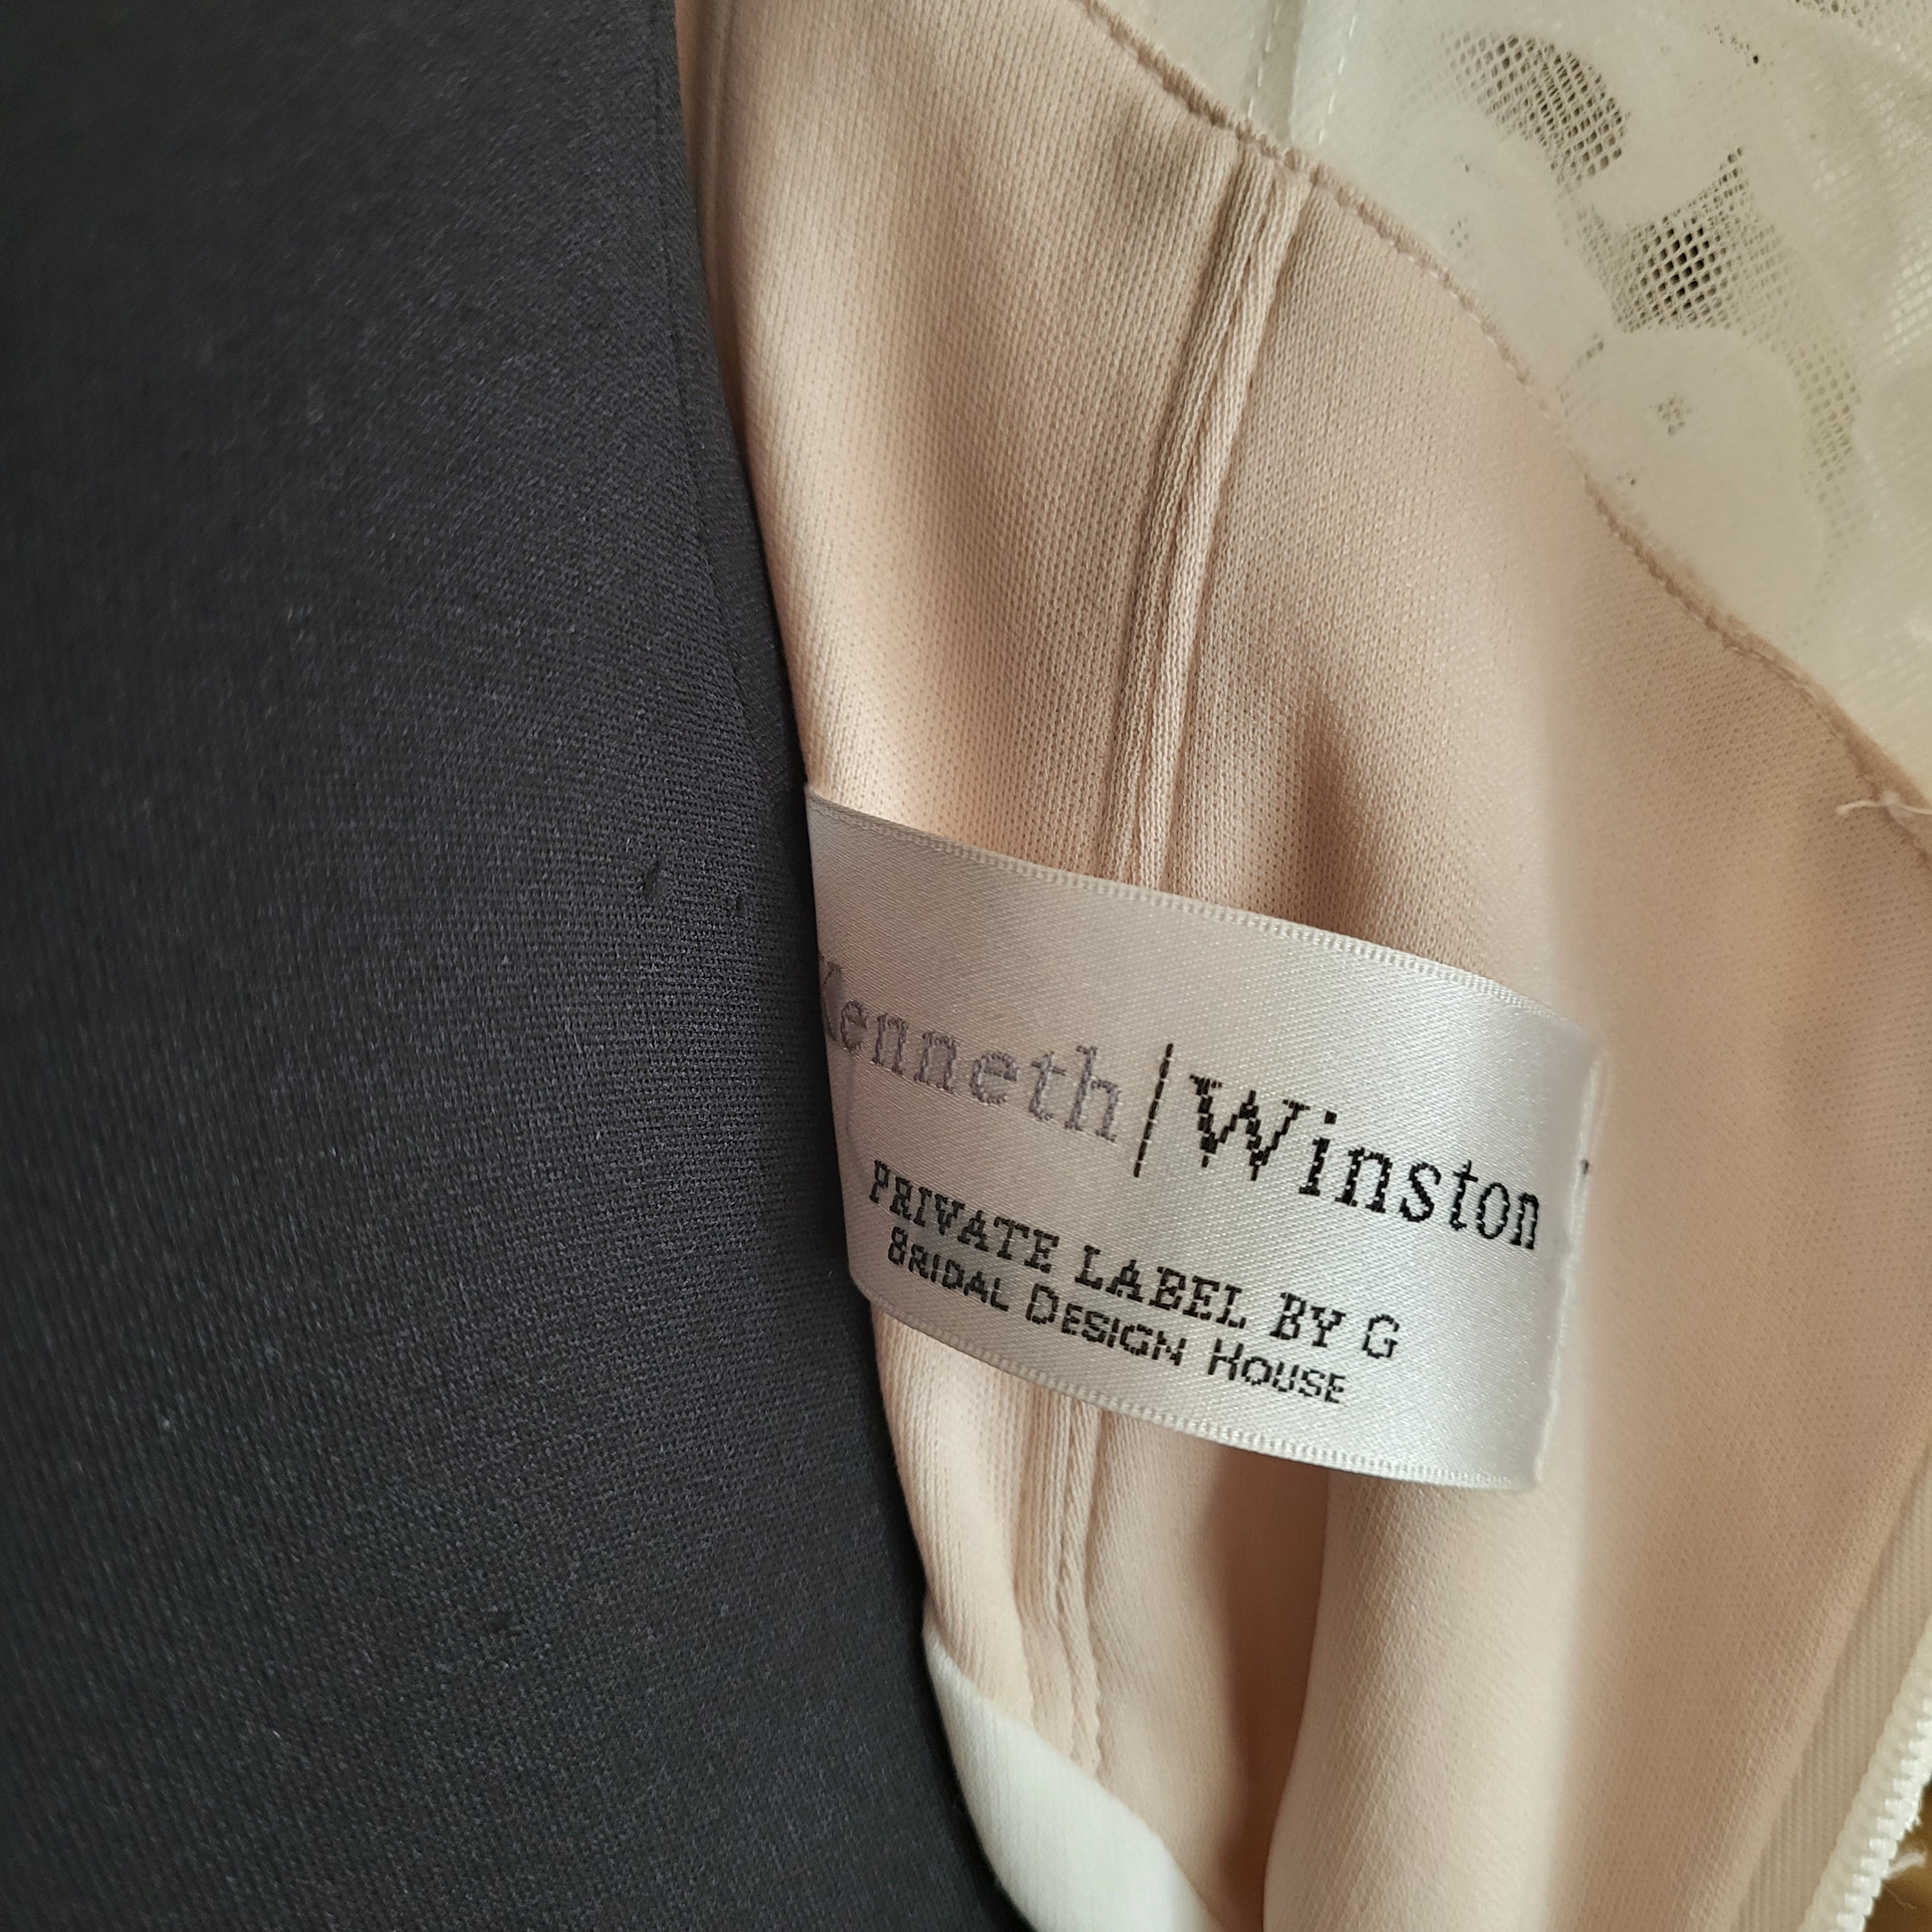 Kenneth | Winston
PRIVATE LABEL BY G
BRIDAL DESIGN HOUSE